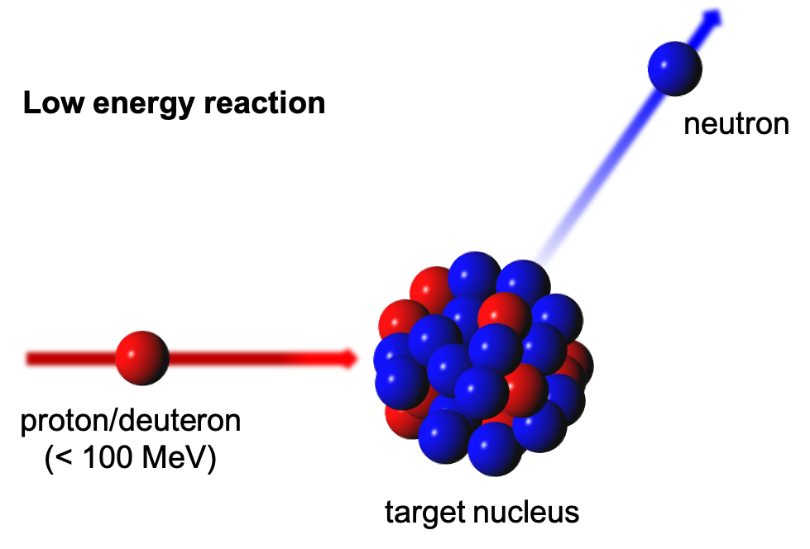 Low energy reaction
neutron
proton/deuteron
(< 100 MeV)
target nucleus